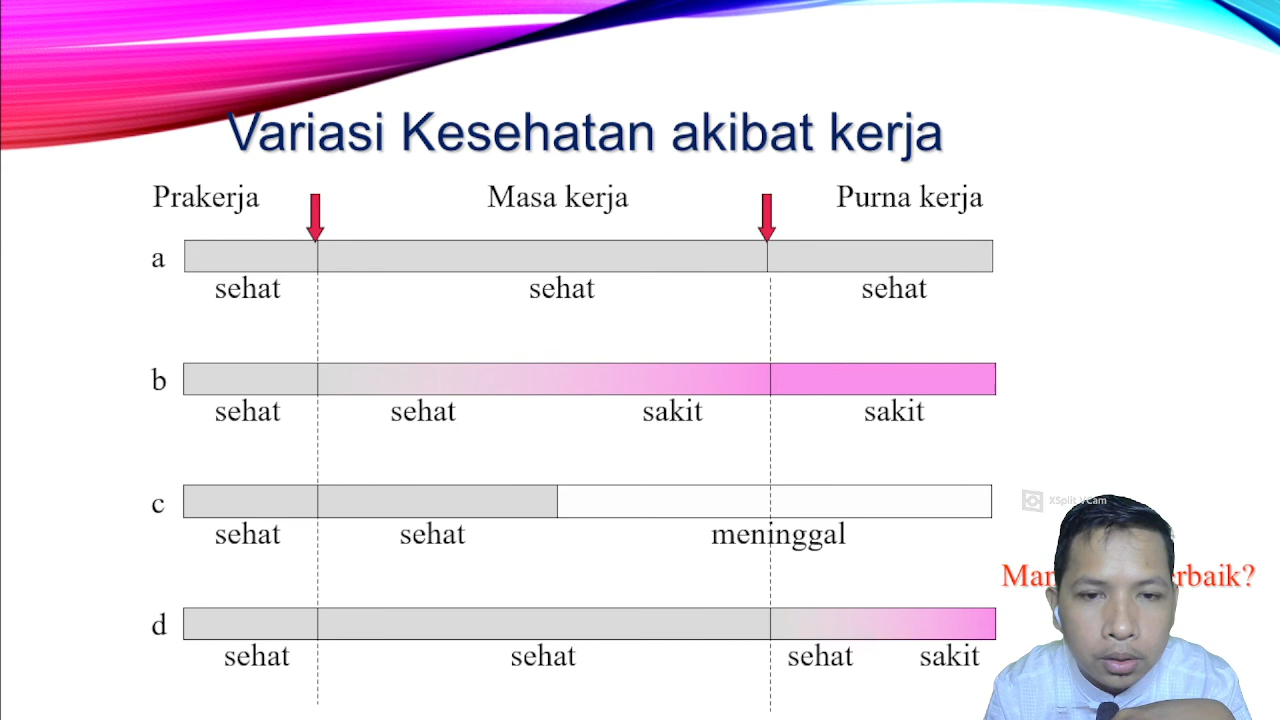 Variasi Kesehatan akibat kerja
Prakerja Masa kerja Purna kerja
a
sehat sehat sehat
b
sehat sehat sakit sakit
c
sehat sehat meninggal
XSplit VCam
d
sehat sehat sehat sakit